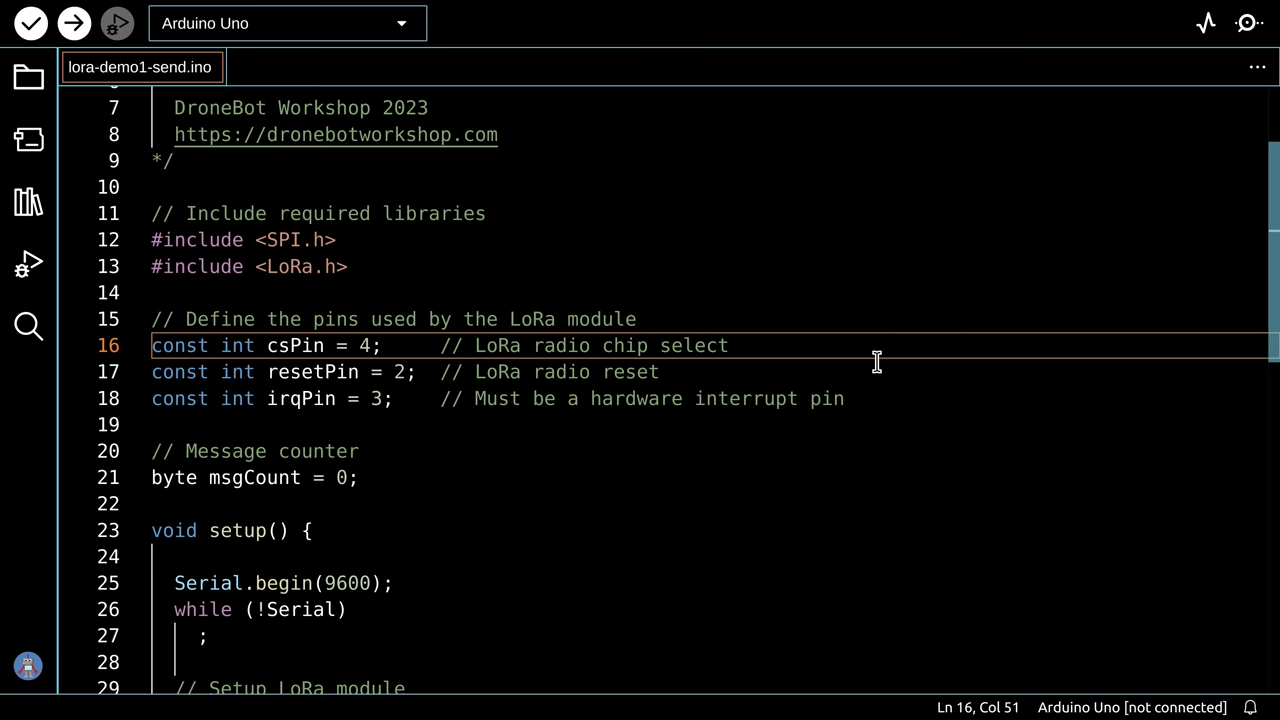 Arduino Uno
lora-demo1-send.ino
7 DroneBot Workshop 2023
8 https://dronebotworkshop.com
9 */
10
11 // Include required libraries
12 #include <SPI.h>
13 #include <LoRa.h>
14
15 // Define the pins used by the LoRa module
16 const int csPin = 4; // LoRa radio chip select
17 const int resetPin = 2; // LoRa radio reset
18 const int irqPin = 3; // Must be a hardware interrupt pin
19
20 // Message counter
21 byte msgCount = 0;
22
23 void setup() {
24
25 Serial.begin(9600);
26 while (!Serial)
27 ;
28
29 // Setup LoRa module
Ln 16, Col 51 Arduino Uno [not connected]